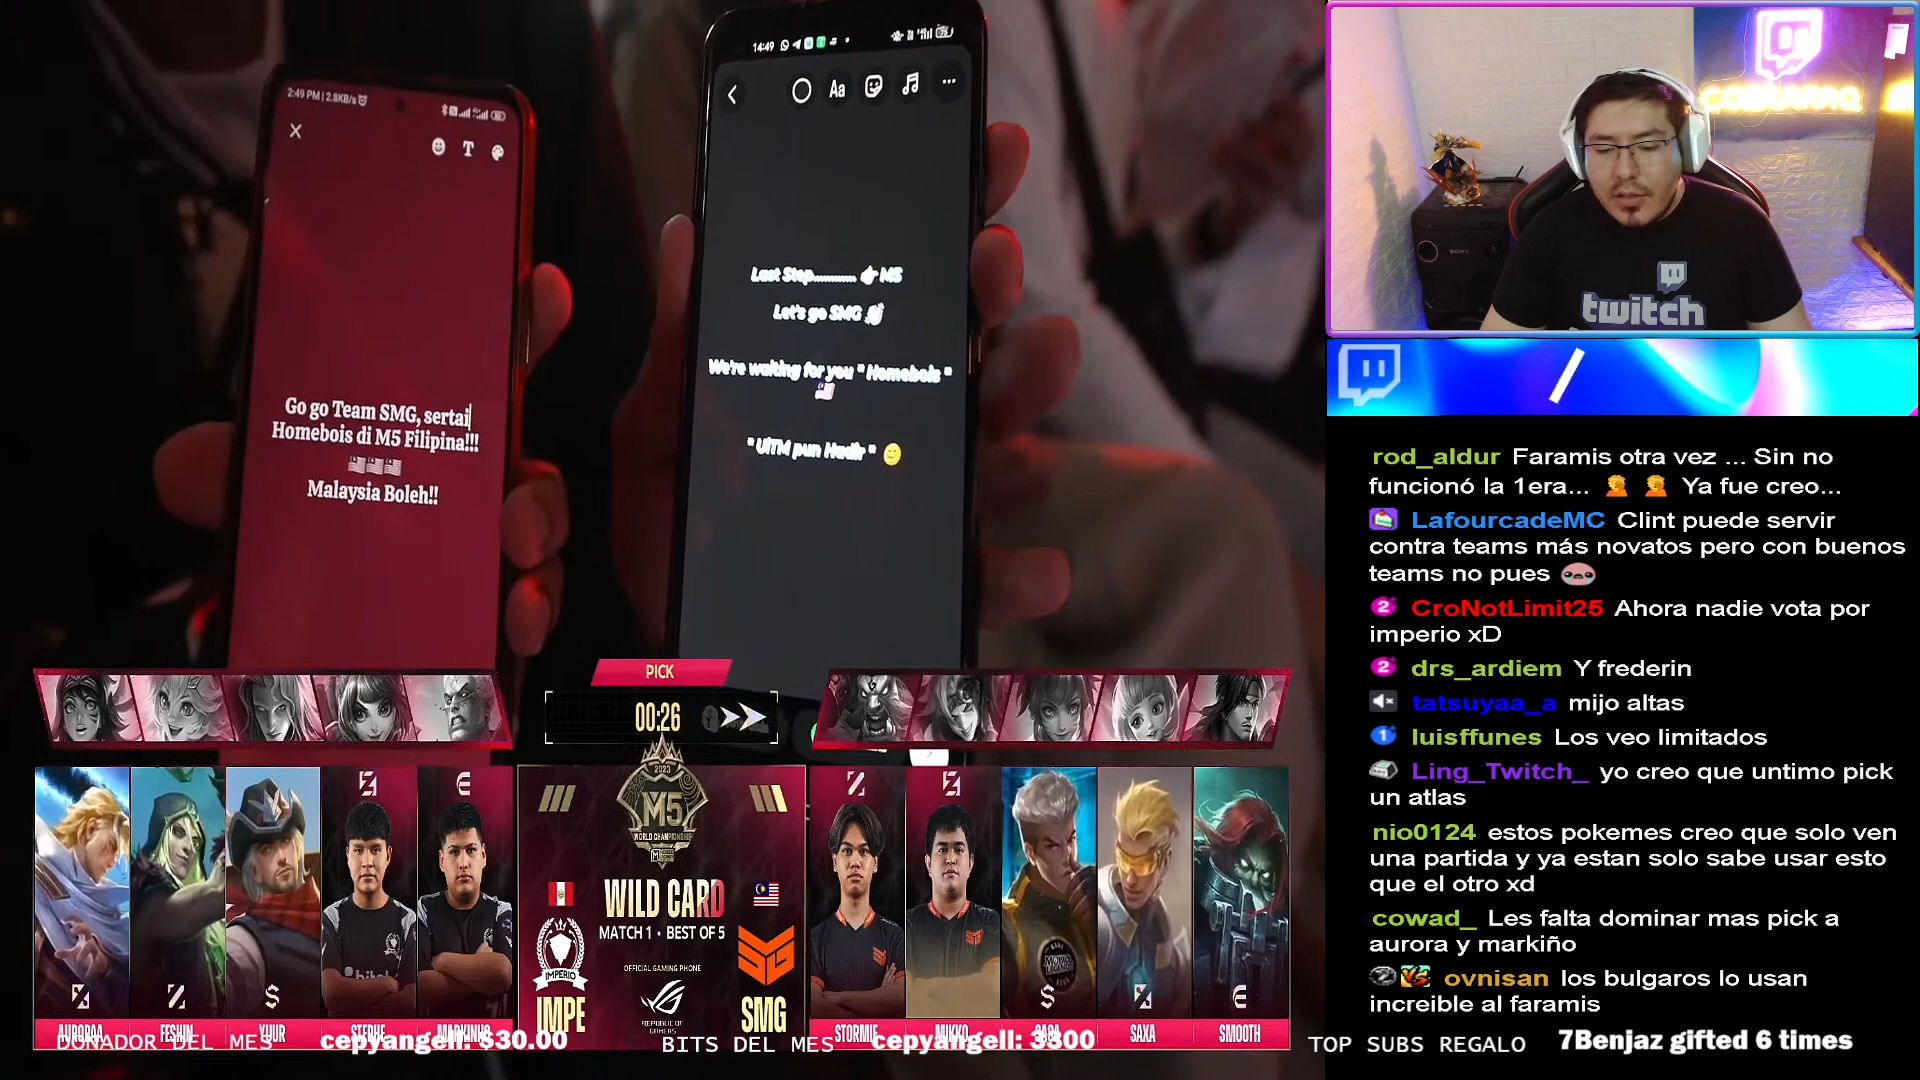 2:49 PM | 2.8KB/s
Go go Team SMG, sertai
Homebois di M5 Filipina!!!
Malaysia Boleh!!
14:49
Aa
Last Step........... M5
Let's go SMG
We're waiting for you " Homebois "
" UiTM pun Hadir "
PICK
00:26
2023
M5
WORLD CHAMPIONSHIP
WILD CARD
MATCH 1 • BEST OF 5
OFFICIAL GAMING PHONE
REPUBLIC OF
GAMERS
IMPERIO
IMPE
SMG
AURORAA
FESHIN
YUUR
STEPHE
MARKINHO
STORMIE
MIKKO
SAXA
SMOOTH
DONADOR DEL MES
cepyangell: $30.00
BITS DEL MES
cepyangell: 3300
TOP SUBS REGALO
7Benjaz gifted 6 times
SONY
twitch
rod_aldur Faramis otra vez ... Sin no
funcionó la 1era... Ya fue creo...
LafourcadeMC Clint puede servir
contra teams más novatos pero con buenos
teams no pues
CroNotLimit25 Ahora nadie vota por
imperio xD
drs_ardiem Y frederin
tatsuyaa_a mijo altas
luisffunes Los veo limitados
Ling_Twitch_ yo creo que untimo pick
un atlas
nio0124 estos pokemes creo que solo ven
una partida y ya estan solo sabe usar esto
que el otro xd
cowad_ Les falta dominar mas pick a
aurora y markiño
ovnisan los bulgaros lo usan
increible al faramis